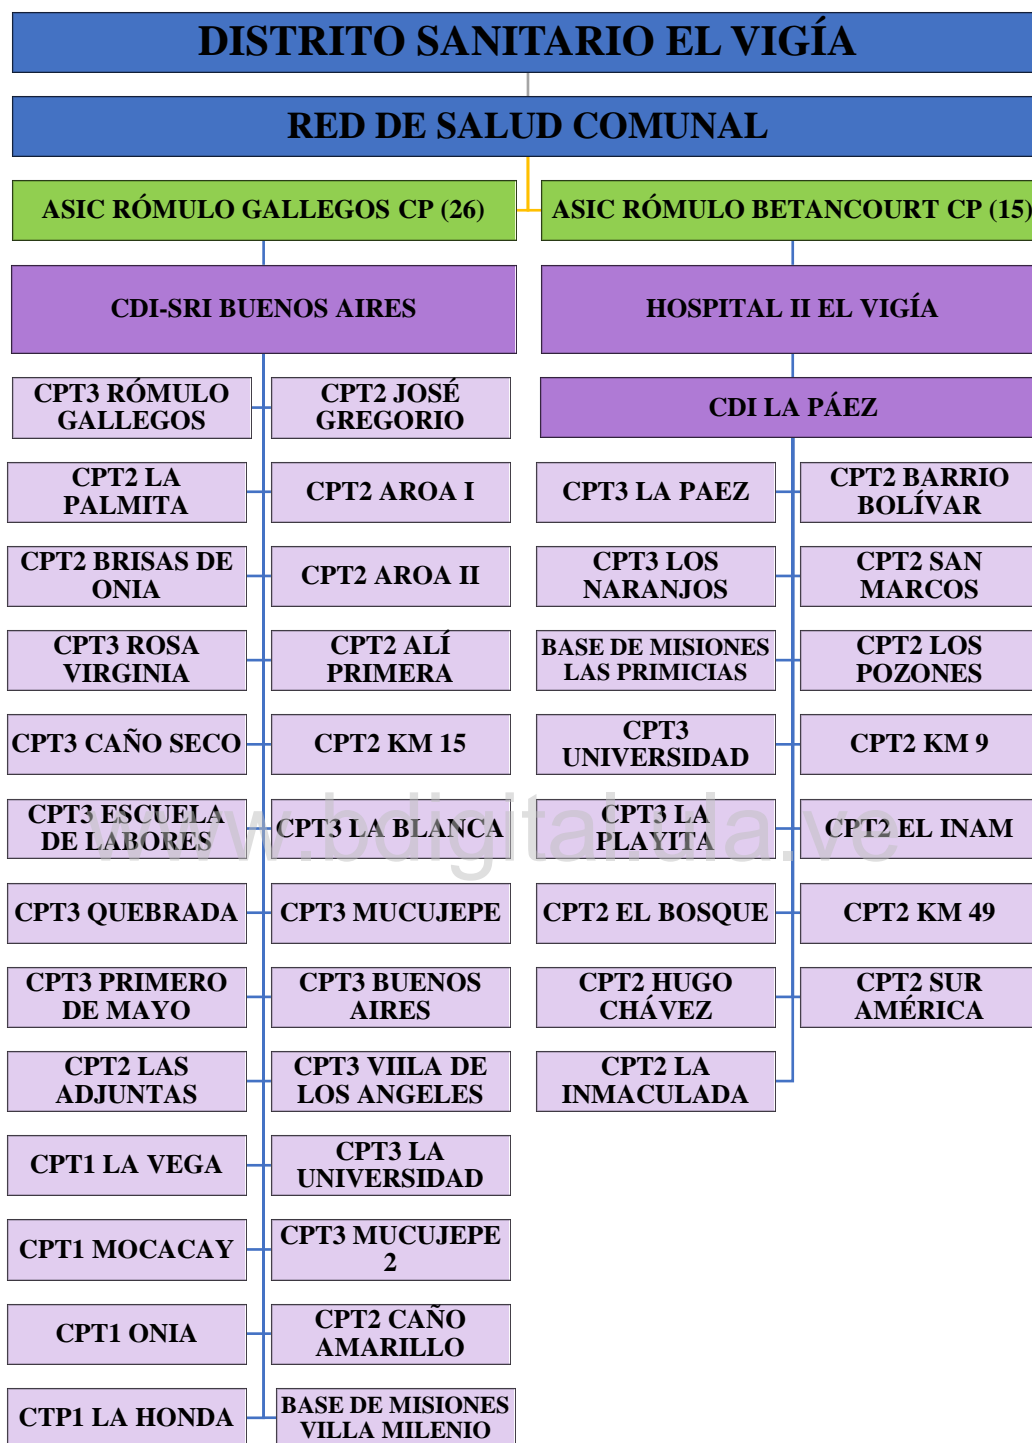 DISTRITO SANITARIO EL VIGÍA
RED DE SALUD COMUNAL
ASIC RÓMULO GALLEGOS CP (26)
ASIC RÓMULO BETANCOURT CP (15)
CDI-SRI BUENOS AIRES
HOSPITAL II EL VIGÍA
CDI LA PÁEZ
CPT3 RÓMULO
GALLEGOS
CPT2 JOSÉ
GREGORIO
CPT2 LA
PALMITA
CPT2 AROA I
CPT2 BRISAS DE
ONIA
CPT2 AROA II
CPT3 ROSA
VIRGINIA
CPT2 ALÍ
PRIMERA
CPT3 CAÑO SECO
CPT2 KM 15
CPT3 ESCUELA
DE LABORES
CPT3 LA BLANCA
CPT3 QUEBRADA
CPT3 MUCUJEPE
CPT3 PRIMERO
DE MAYO
CPT3 BUENOS
AIRES
CPT2 LAS
ADJUNTAS
CPT3 VIILA DE
LOS ANGELES
CPT1 LA VEGA
CPT3 LA
UNIVERSIDAD
CPT1 MOCACAY
CPT3 MUCUJEPE
2
CPT1 ONIA
CPT2 CAÑO
AMARILLO
CTP1 LA HONDA
BASE DE MISIONES
VILLA MILENIO
CPT3 LA PAEZ
CPT2 BARRIO
BOLÍVAR
CPT3 LOS
NARANJOS
CPT2 SAN
MARCOS
BASE DE MISIONES
LAS PRIMICIAS
CPT2 LOS
POZONES
CPT3
UNIVERSIDAD
CPT2 KM 9
CPT3 LA
PLAYITA
CPT2 EL INAM
CPT2 EL BOSQUE
CPT2 KM 49
CPT2 HUGO
CHÁVEZ
CPT2 SUR
AMÉRICA
CPT2 LA
INMACULADA
www.bdigital.ula.ve